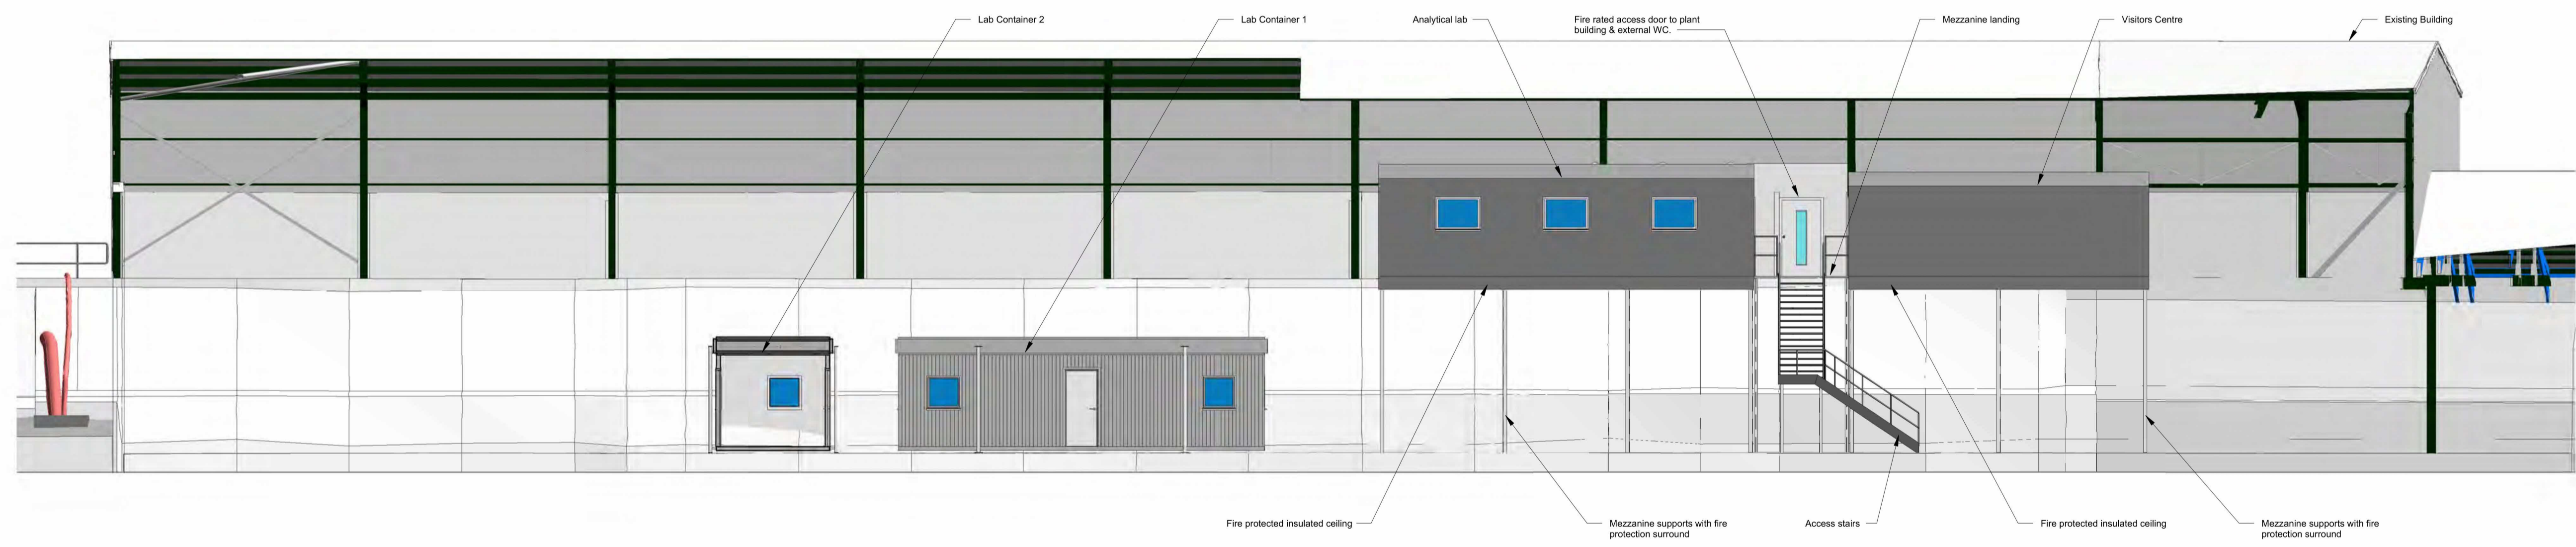 Lab Container 2
Lab Container 1
Analytical lab
Fire rated access door to plant
building & external WC.
Mezzanine landing
Visitors Centre
Existing Building
Fire protected insulated ceiling
Mezzanine supports with fire
protection surround
Access stairs
Fire protected insulated ceiling
Mezzanine supports with fire
protection surround